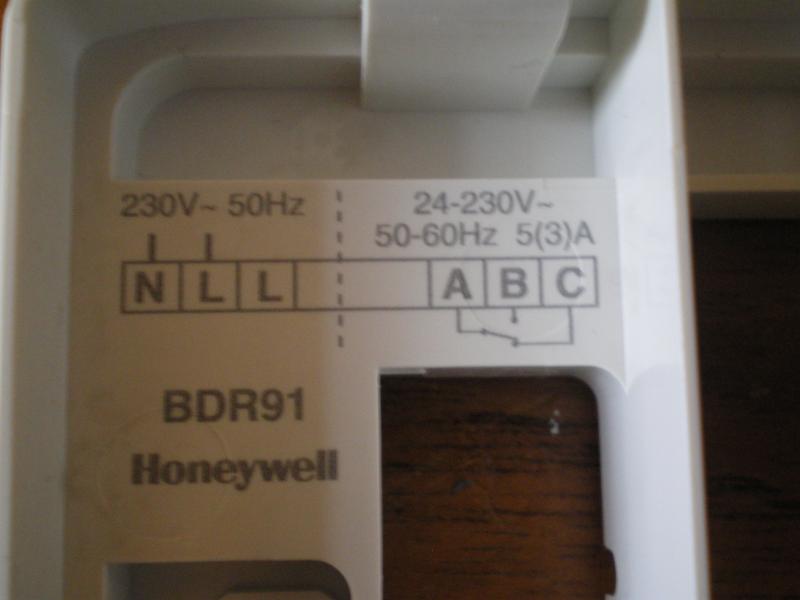 230V~ 50Hz
24-230V~
50-60Hz 5(3)A
N L L A B C
BDR91
Honeywell